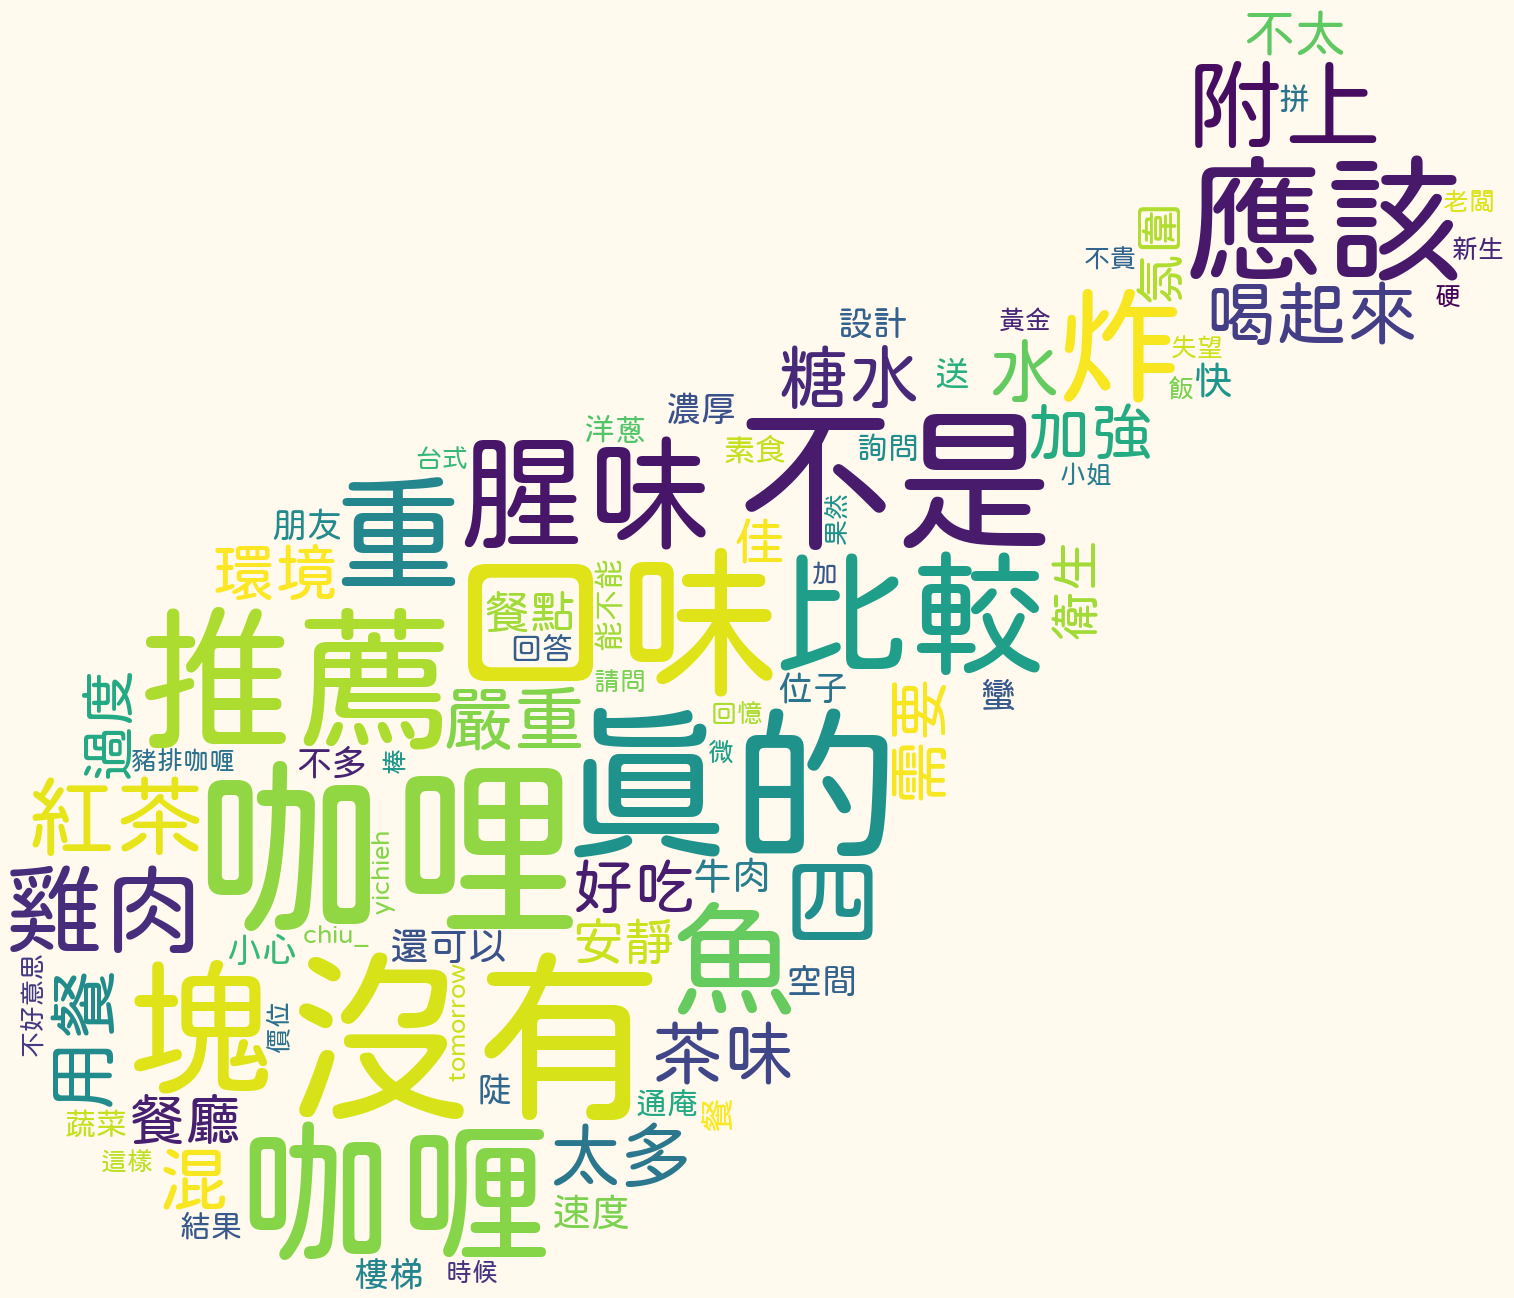 不太
附上
拼
應該
老闆
新生
不貴
氛圍
硬
喝起來
炸
黃金
設計
失望
飯
快
水
送
糖水
濃厚
洋蔥
加強
不是
素食
詢問
小姐
果然
台式
腥味
重
朋友
環境
佳
回味
餐點
回答
能不能
加
比較
衛生
推薦
請問
嚴重
位子
蠻
回憶
需要
過度
豬排咖喱
不多
棒
真的
微
紅茶
咖哩
yichieh
好吃
牛肉
四
雞肉
chiu_
小心
還可以
安靜
魚
空間
不好意思
用餐
塊
價位
沒有
tomorrow
陡
茶味
通庵
餐
蔬菜
餐廳
這樣
混
咖喱
太多
速度
結果
樓梯
時候